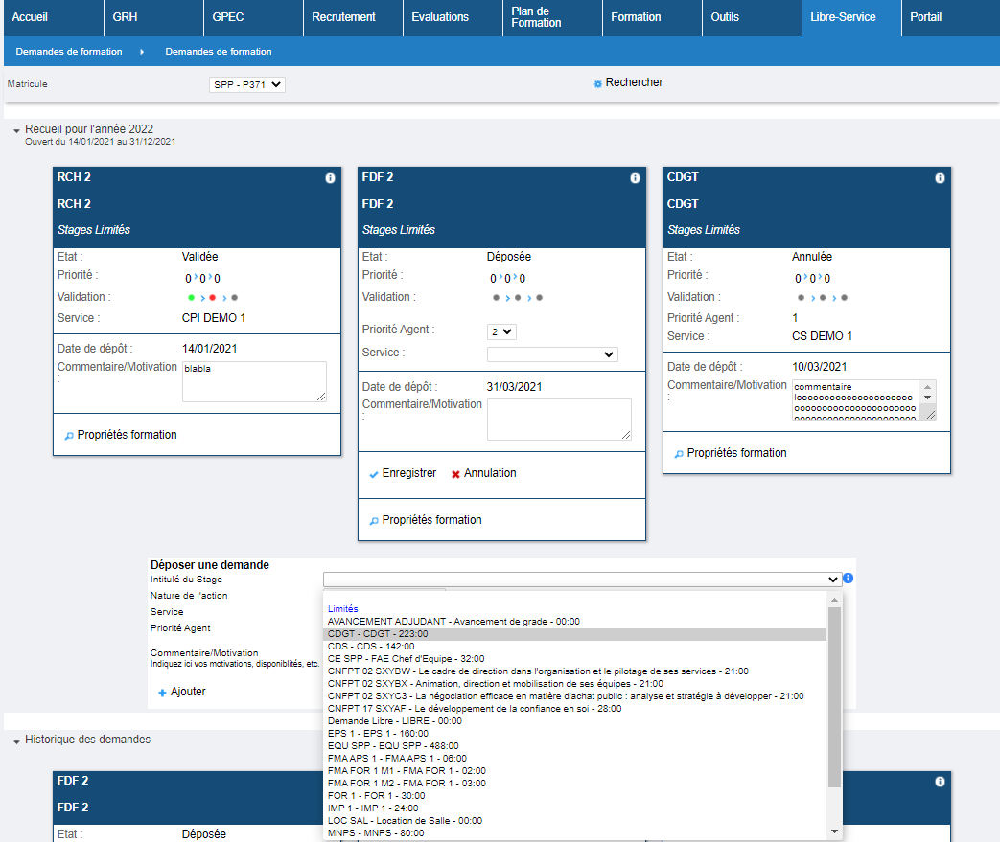 Accueil
GRH
GPEC
Recrutement
Evaluations
Plan de
Formation
Formation
Outils
Libre-Service
Portail
Demandes de formation
Demandes de formation
Matricule
SPP - P371
Rechercher
Recueil pour l'année 2022
Ouvert du 14/01/2021 au 31/12/2021
RCH 2
RCH 2
Stages Limités
Etat :
Validée
Priorité :
0 › 0 › 0
Validation :
Service :
CPI DEMO 1
Date de dépôt :
14/01/2021
Commentaire/Motivation
:
blabla
Propriétés formation
FDF 2
FDF 2
Stages Limités
Etat :
Déposée
Priorité :
0 › 0 › 0
Validation :
Priorité Agent :
2
Service :
Date de dépôt :
31/03/2021
Commentaire/Motivation
:
Enregistrer
Annulation
Propriétés formation
CDGT
CDGT
Stages Limités
Etat :
Annulée
Priorité :
0 › 0 › 0
Validation :
Priorité Agent :
1
Service :
CS DEMO 1
Date de dépôt :
10/03/2021
Commentaire/Motivation
:
commentaire
Propriétés formation
Déposer une demande
Intitulé du Stage
Nature de l'action
Service
Priorité Agent
Commentaire/Motivation
Indiquez ici vos motivations, disponiblités, etc.
Ajouter
Limités
AVANCEMENT ADJUDANT - Avancement de grade - 00:00
CDGT - CDGT - 223:00
CDS - CDS - 142:00
CE SPP - FAE Chef d'Equipe - 32:00
CNFPT 02 SXYBW - Le cadre de direction dans l'organisation et le pilotage de ses services - 21:00
CNFPT 02 SXYBX - Animation, direction et mobilisation de ses équipes - 21:00
CNFPT 02 SXYC3 - La négociation efficace en matière d'achat public : analyse et stratégie à développer - 21:00
CNFPT 17 SXYAF - Le développement de la confiance en soi - 28:00
Demande Libre - LIBRE - 00:00
EPS 1 - EPS 1 - 160:00
EQU SPP - EQU SPP - 488:00
FMA APS 1 - FMA APS 1 - 06:00
FMA FOR 1 M1 - FMA FOR 1 - 02:00
FMA FOR 1 M2 - FMA FOR 1 - 03:00
FOR 1 - FOR 1 - 30:00
IMP 1 - IMP 1 - 24:00
LOC SAL - Location de Salle - 00:00
MNPS - MNPS - 80:00
Historique des demandes
FDF 2
FDF 2
Etat :
Déposée